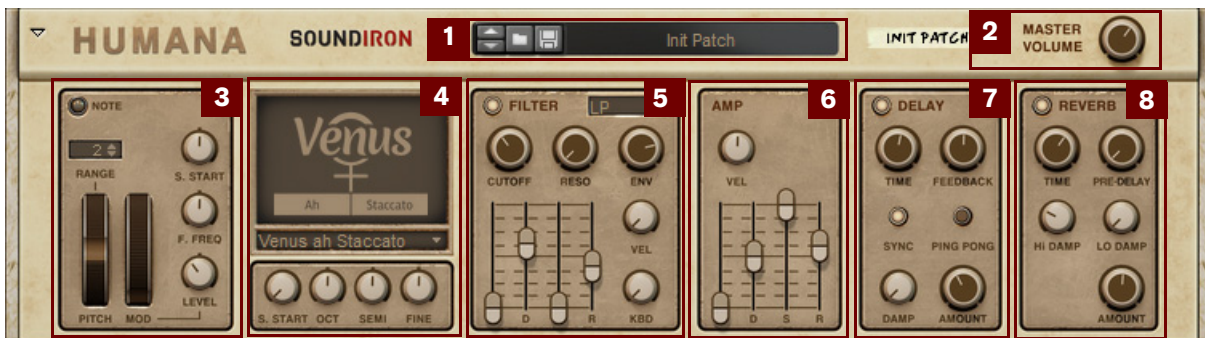 HUMANA
SOUNDIRON
1
Init Patch
INIT PATCH
2
MASTER
VOLUME
3
NOTE
2
RANGE
S. START
F. FREQ
LEVEL
PITCH MOD
4
Venus
Ah Staccato
Venus ah Staccato
S. START OCT SEMI FINE
5
FILTER LP
CUTOFF RESO ENV
VEL
D R KBD
6
AMP
VEL
D S R
7
DELAY
TIME FEEDBACK
SYNC PING PONG
DAMP AMOUNT
8
REVERB
TIME PRE-DELAY
Hi DAMP LO DAMP
AMOUNT